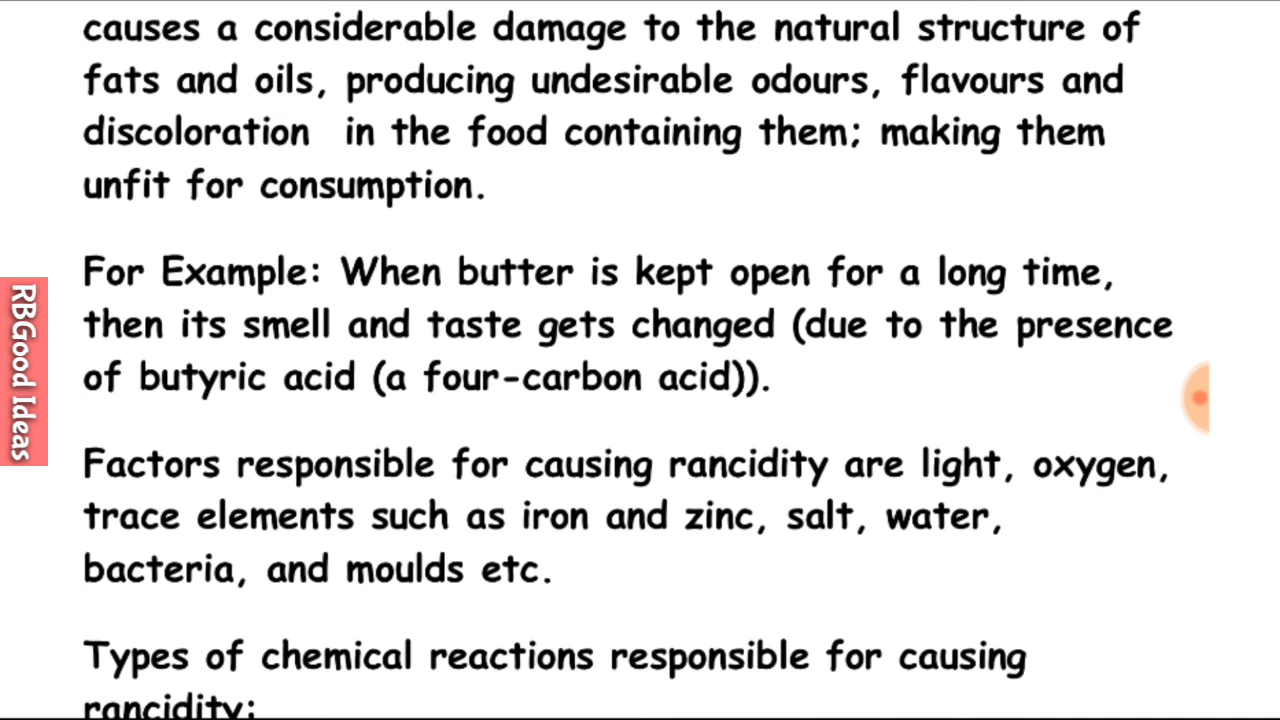 causes a considerable damage to the natural structure of
fats and oils, producing undesirable odours, flavours and
discoloration in the food containing them; making them
unfit for consumption.
For Example: When butter is kept open for a long time,
then its smell and taste gets changed (due to the presence
of butyric acid (a four-carbon acid)).
Factors responsible for causing rancidity are light, oxygen,
trace elements such as iron and zinc, salt, water,
bacteria, and moulds etc.
Types of chemical reactions responsible for causing
rancidity:
RBGood Ideas